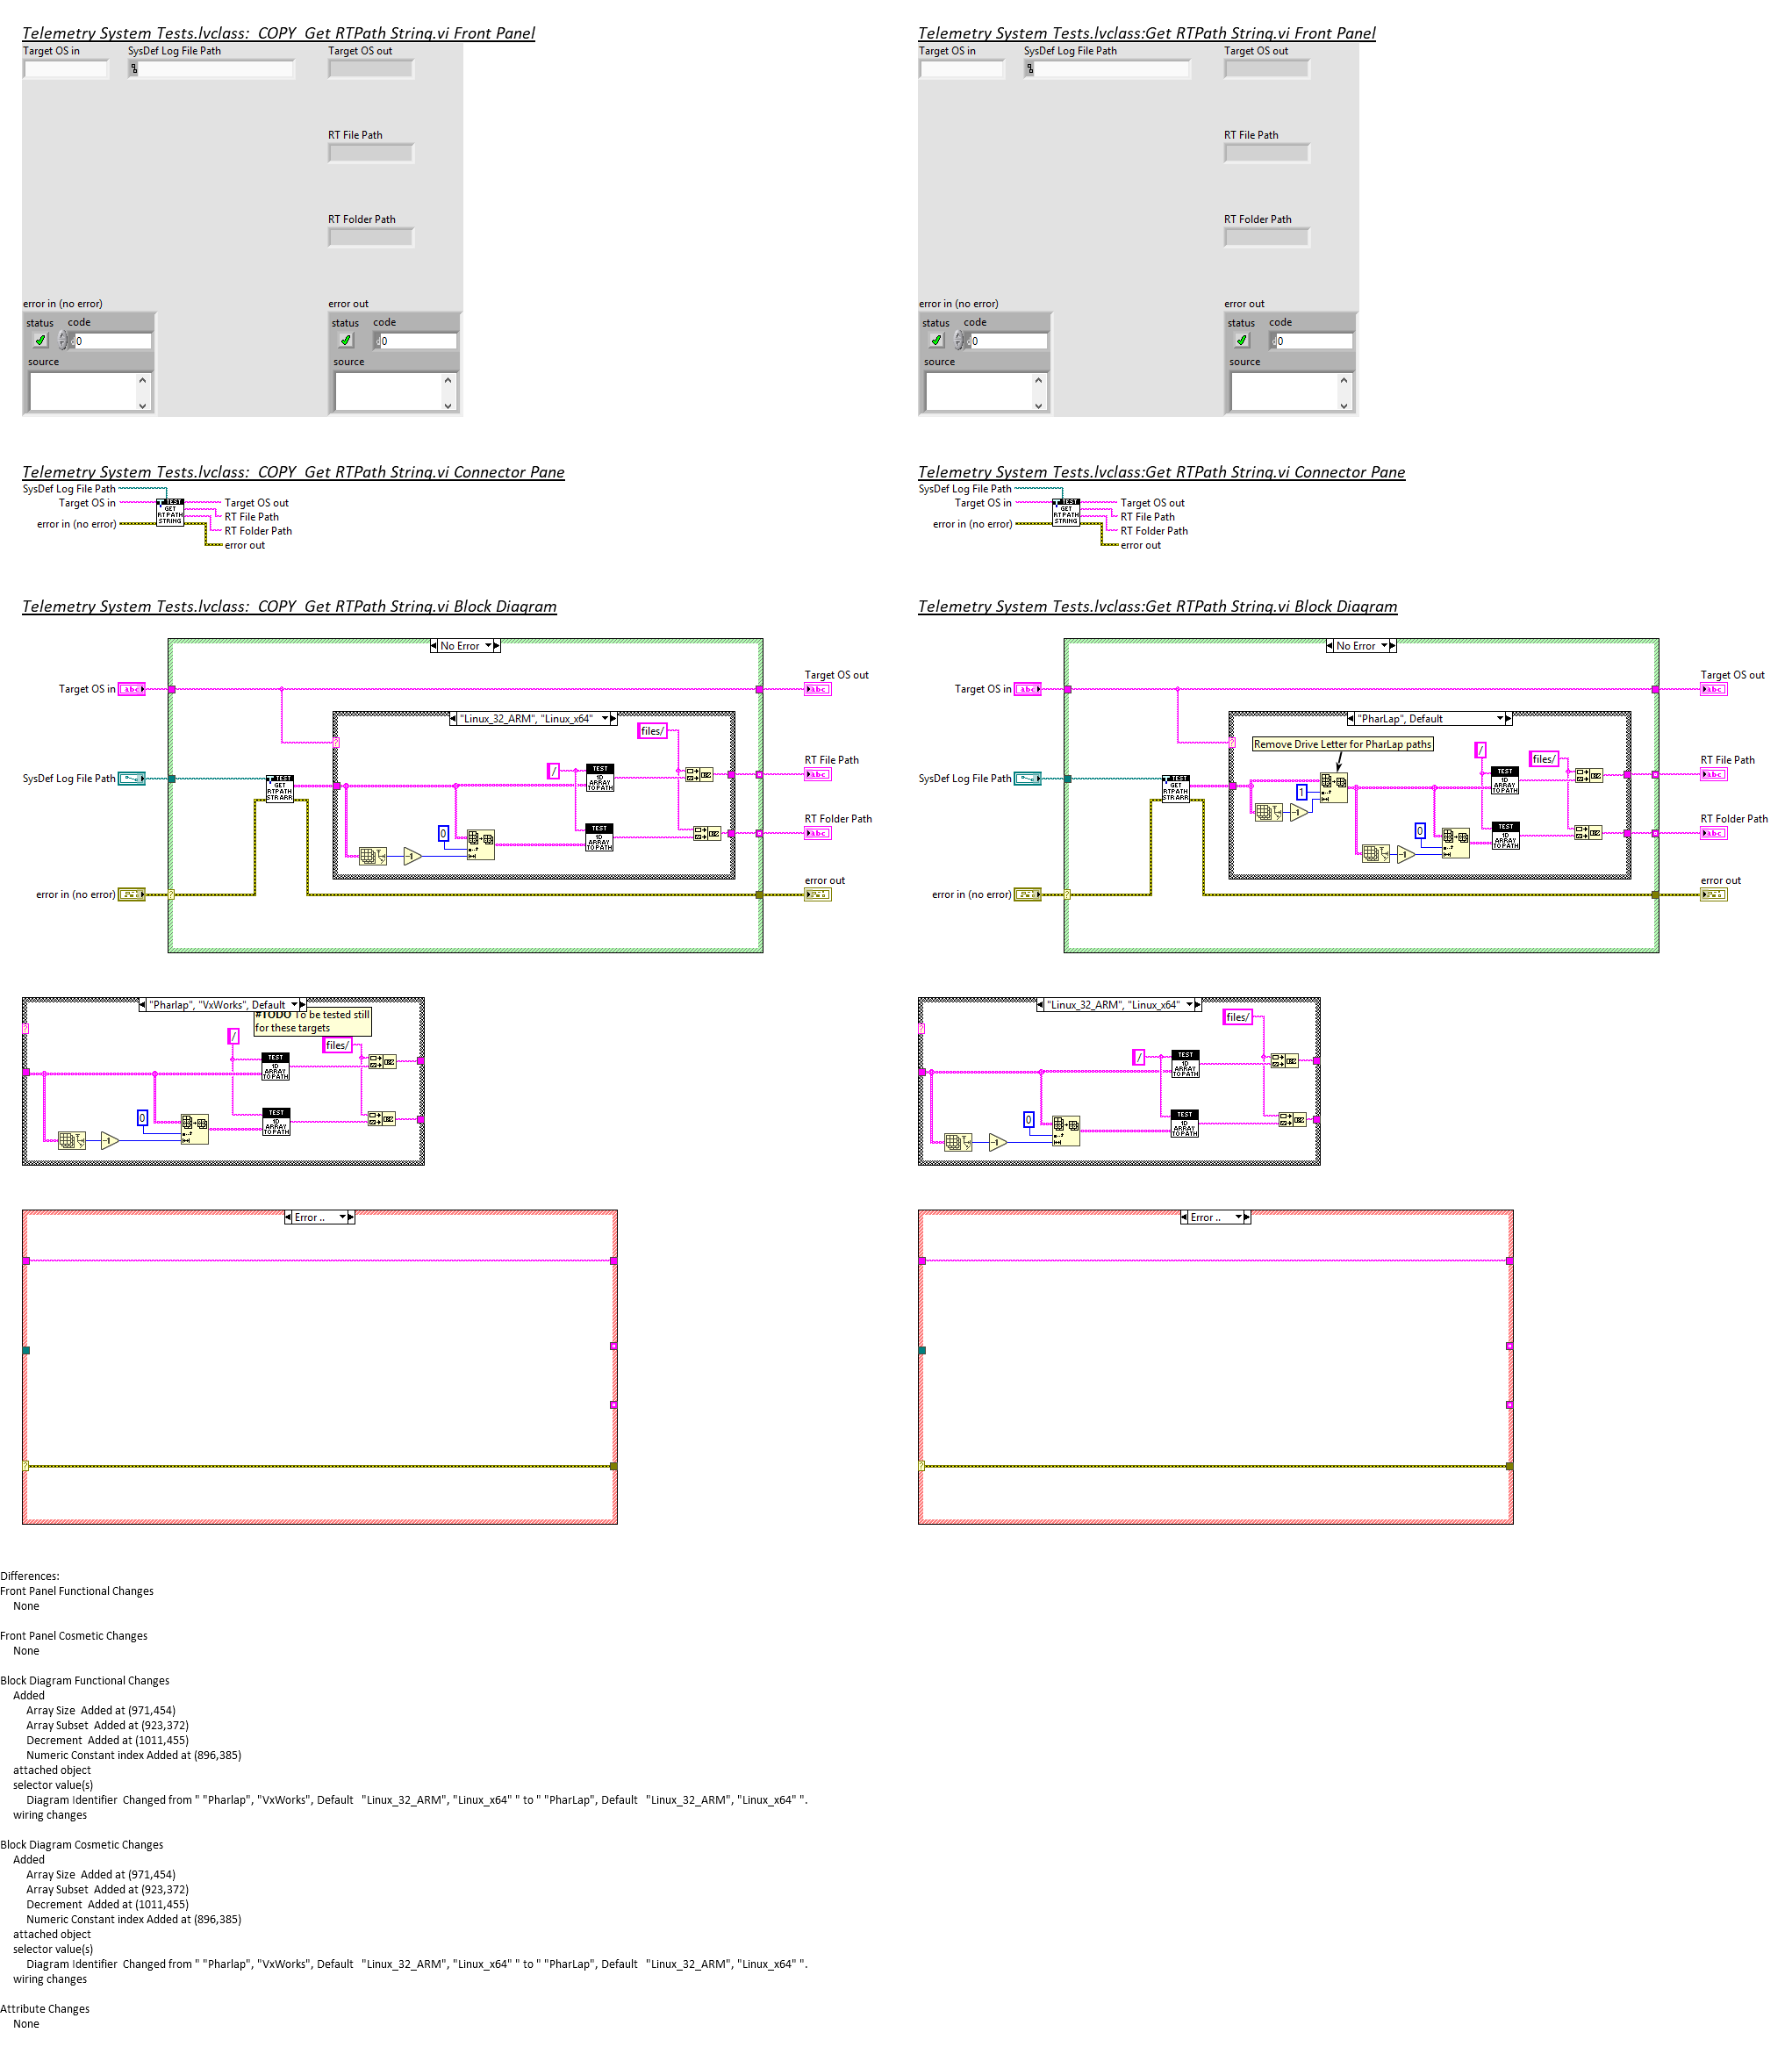 Telemetry System Tests.lvclass:_COPY_Get RTPath String.vi Front Panel
Target OS in
SysDef Log File Path
Target OS out
RT File Path
RT Folder Path
error in (no error)
error out
status
code
0
source
status
code
0
source
Telemetry System Tests.lvclass:Get RTPath String.vi Front Panel
Target OS in
SysDef Log File Path
Target OS out
RT File Path
RT Folder Path
error in (no error)
error out
status
code
0
source
status
code
0
source
Telemetry System Tests.lvclass:_COPY_Get RTPath String.vi Connector Pane
SysDef Log File Path
Target OS in
error in (no error)
TEST
GET
RT PATH
STRING
Target OS out
RT File Path
RT Folder Path
error out
Telemetry System Tests.lvclass:Get RTPath String.vi Connector Pane
SysDef Log File Path
Target OS in
error in (no error)
TEST
GET
RT PATH
STRING
Target OS out
RT File Path
RT Folder Path
error out
Telemetry System Tests.lvclass:_COPY_Get RTPath String.vi Block Diagram
No Error
Target OS in
abc
Target OS out
abc
"Linux_32_ARM", "Linux_x64"
files/
/
SysDef Log File Path
TEST
GET
RT PATH
STR ARR
TEST
1D
ARRAY
TO PATH
RT File Path
abc
0
-1
TEST
1D
ARRAY
TO PATH
RT Folder Path
abc
error in (no error)
error out
Telemetry System Tests.lvclass:Get RTPath String.vi Block Diagram
No Error
Target OS in
abc
Target OS out
abc
"PharLap", Default
Remove Drive Letter for PharLap paths
/
files/
SysDef Log File Path
TEST
GET
RT PATH
STR ARR
1
-1
TEST
1D
ARRAY
TO PATH
RT File Path
abc
0
-1
TEST
1D
ARRAY
TO PATH
RT Folder Path
abc
error in (no error)
error out
"Pharlap", "VxWorks", Default
#TODO To be tested still
for these targets
/
files/
TEST
1D
ARRAY
TO PATH
0
-1
TEST
1D
ARRAY
TO PATH
"Linux_32_ARM", "Linux_x64"
files/
/
TEST
1D
ARRAY
TO PATH
0
-1
TEST
1D
ARRAY
TO PATH
Error ..
Error ..
Differences:
Front Panel Functional Changes
None
Front Panel Cosmetic Changes
None
Block Diagram Functional Changes
Added
Array Size  Added at (971,454)
Array Subset  Added at (923,372)
Decrement  Added at (1011,455)
Numeric Constant index Added at (896,385)
attached object
selector value(s)
Diagram Identifier  Changed from " "Pharlap", "VxWorks", Default   "Linux_32_ARM", "Linux_x64" " to " "PharLap", Default   "Linux_32_ARM", "Linux_x64" ".
wiring changes
Block Diagram Cosmetic Changes
Added
Array Size  Added at (971,454)
Array Subset  Added at (923,372)
Decrement  Added at (1011,455)
Numeric Constant index Added at (896,385)
attached object
selector value(s)
Diagram Identifier  Changed from " "Pharlap", "VxWorks", Default   "Linux_32_ARM", "Linux_x64" " to " "PharLap", Default   "Linux_32_ARM", "Linux_x64" ".
wiring changes
Attribute Changes
None